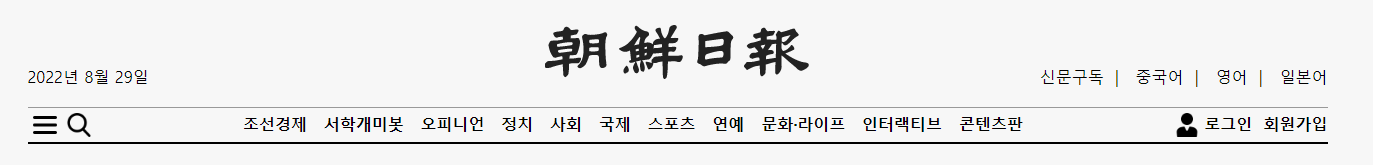 朝鮮日報
2022년 8월 29일 신문구독 | 중국어 | 영어 | 일본어
조선경제 서학개미봇 오피니언 정치 사회 국제 스포츠 연예 문화·라이프 인터랙티브 콘텐츠판 로그인 회원가입